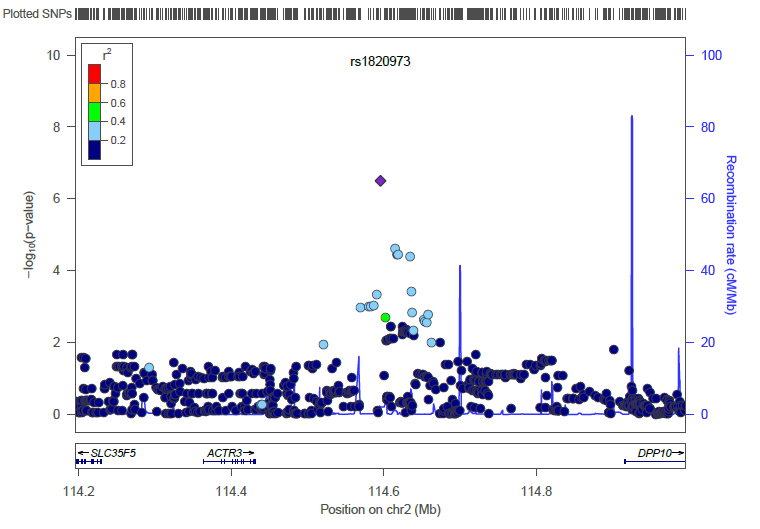 Plotted SNPs
rs1820973
r2
0.8
0.6
0.4
0.2
10
8
6
4
2
0
−log10(p−value)
100
80
60
40
20
0
Recombination rate (cM/Mb)
SLC35F5
ACTR3
DPP10
114.2
114.4
114.6
114.8
Position on chr2 (Mb)